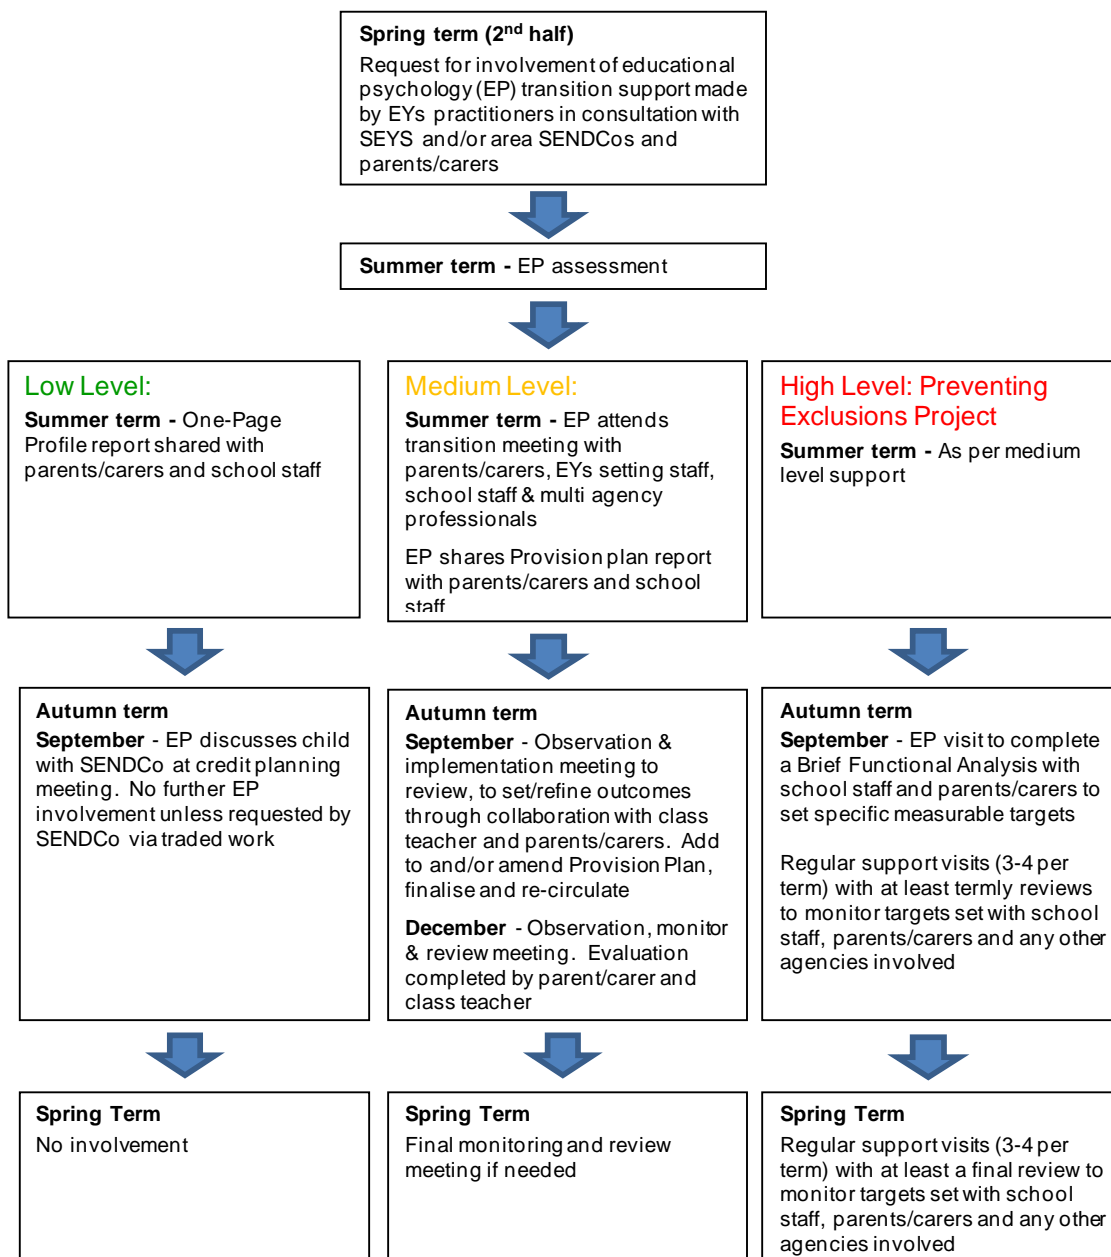 Spring term (2nd half)
Request for involvement of educational
psychology (EP) transition support made
by EYs practitioners in consultation with
SEYS and/or area SENDCos and
parents/carers
Summer term - EP assessment
Low Level:
Summer term - One-Page
Profile report shared with
parents/carers and school staff
Medium Level:
Summer term - EP attends
transition meeting with
parents/carers, EYs setting staff,
school staff & multi agency
professionals
EP shares Provision plan report
with parents/carers and school
staff
High Level: Preventing
Exclusions Project
Summer term - As per medium
level support
Autumn term
September - EP discusses child
with SENDCo at credit planning
meeting. No further EP
involvement unless requested by
SENDCo via traded work
Autumn term
September - Observation &
implementation meeting to
review, to set/refine outcomes
through collaboration with class
teacher and parents/carers. Add
to and/or amend Provision Plan,
finalise and re-circulate
December - Observation, monitor
& review meeting. Evaluation
completed by parent/carer and
class teacher
Autumn term
September - EP visit to complete
a Brief Functional Analysis with
school staff and parents/carers to
set specific measurable targets
Regular support visits (3-4 per
term) with at least termly reviews
to monitor targets set with school
staff, parents/carers and any other
agencies involved
Spring Term
No involvement
Spring Term
Final monitoring and review
meeting if needed
Spring Term
Regular support visits (3-4 per
term) with at least a final review to
monitor targets set with school
staff, parents/carers and any other
agencies involved